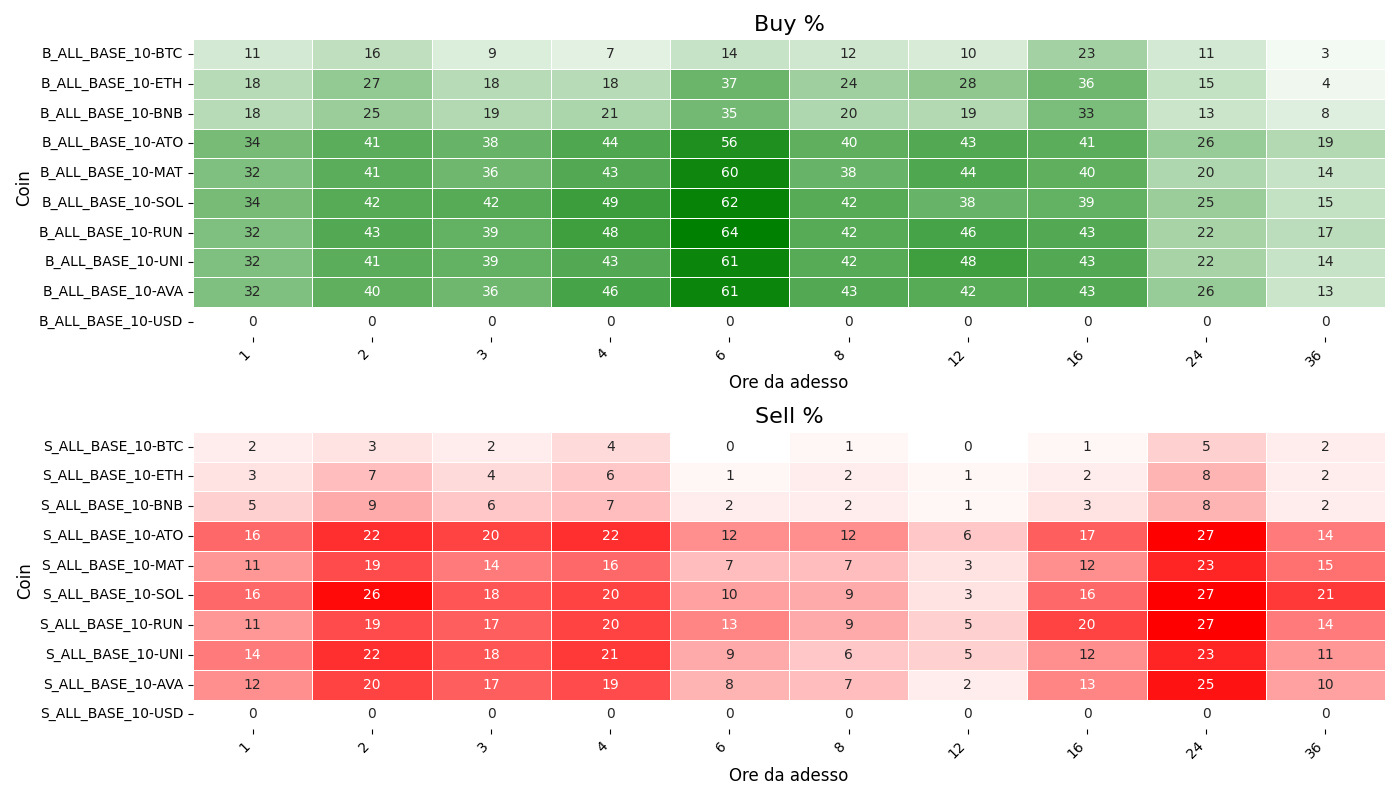 Buy %
Coin
B_ALL_BASE_10-BTC 11 16 9 7 14 12 10 23 11 3
B_ALL_BASE_10-ETH 18 27 18 18 37 24 28 36 15 4
B_ALL_BASE_10-BNB 18 25 19 21 35 20 19 33 13 8
B_ALL_BASE_10-ATO 34 41 38 44 56 40 43 41 26 19
B_ALL_BASE_10-MAT 32 41 36 43 60 38 44 40 20 14
B_ALL_BASE_10-SOL 34 42 42 49 62 42 38 39 25 15
B_ALL_BASE_10-RUN 32 43 39 48 64 42 46 43 22 17
B_ALL_BASE_10-UNI 32 41 39 43 61 42 48 43 22 14
B_ALL_BASE_10-AVA 32 40 36 46 61 43 42 43 26 13
B_ALL_BASE_10-USD 0 0 0 0 0 0 0 0 0 0
1 2 3 4 6 8 12 16 24 36
Ore da adesso
Sell %
Coin
S_ALL_BASE_10-BTC 2 3 2 4 0 1 0 1 5 2
S_ALL_BASE_10-ETH 3 7 4 6 1 2 1 2 8 2
S_ALL_BASE_10-BNB 5 9 6 7 2 2 1 3 8 2
S_ALL_BASE_10-ATO 16 22 20 22 12 12 6 17 27 14
S_ALL_BASE_10-MAT 11 19 14 16 7 7 3 12 23 15
S_ALL_BASE_10-SOL 16 26 18 20 10 9 3 16 27 21
S_ALL_BASE_10-RUN 11 19 17 20 13 9 5 20 27 14
S_ALL_BASE_10-UNI 14 22 18 21 9 6 5 12 23 11
S_ALL_BASE_10-AVA 12 20 17 19 8 7 2 13 25 10
S_ALL_BASE_10-USD 0 0 0 0 0 0 0 0 0 0
1 2 3 4 6 8 12 16 24 36
Ore da adesso